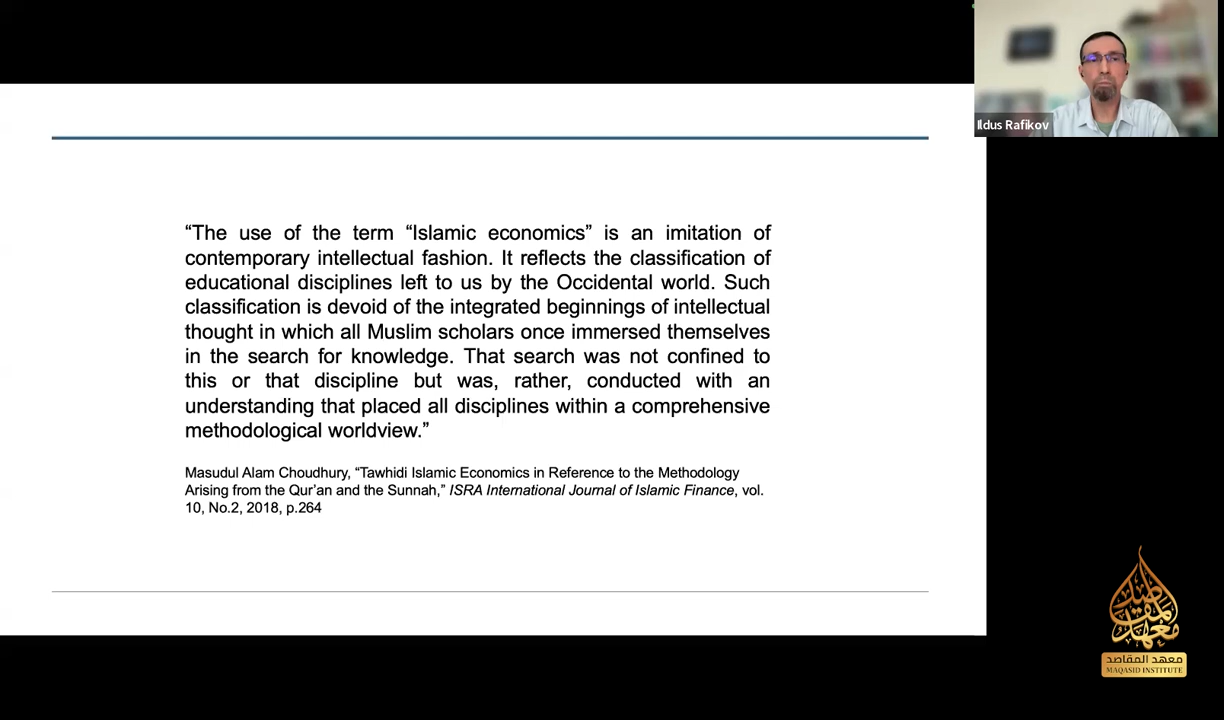 Ildus Rafikov
“The use of the term “Islamic economics” is an imitation of
contemporary intellectual fashion. It reflects the classification of
educational disciplines left to us by the Occidental world. Such
classification is devoid of the integrated beginnings of intellectual
thought in which all Muslim scholars once immersed themselves
in the search for knowledge. That search was not confined to
this or that discipline but was, rather, conducted with an
understanding that placed all disciplines within a comprehensive
methodological worldview.”
Masudul Alam Choudhury, “Tawhidi Islamic Economics in Reference to the Methodology
Arising from the Qur’an and the Sunnah,” ISRA International Journal of Islamic Finance, vol.
10, No.2, 2018, p.264
معهد المقاصد
معهد المقاصد
MAQASID INSTITUTE